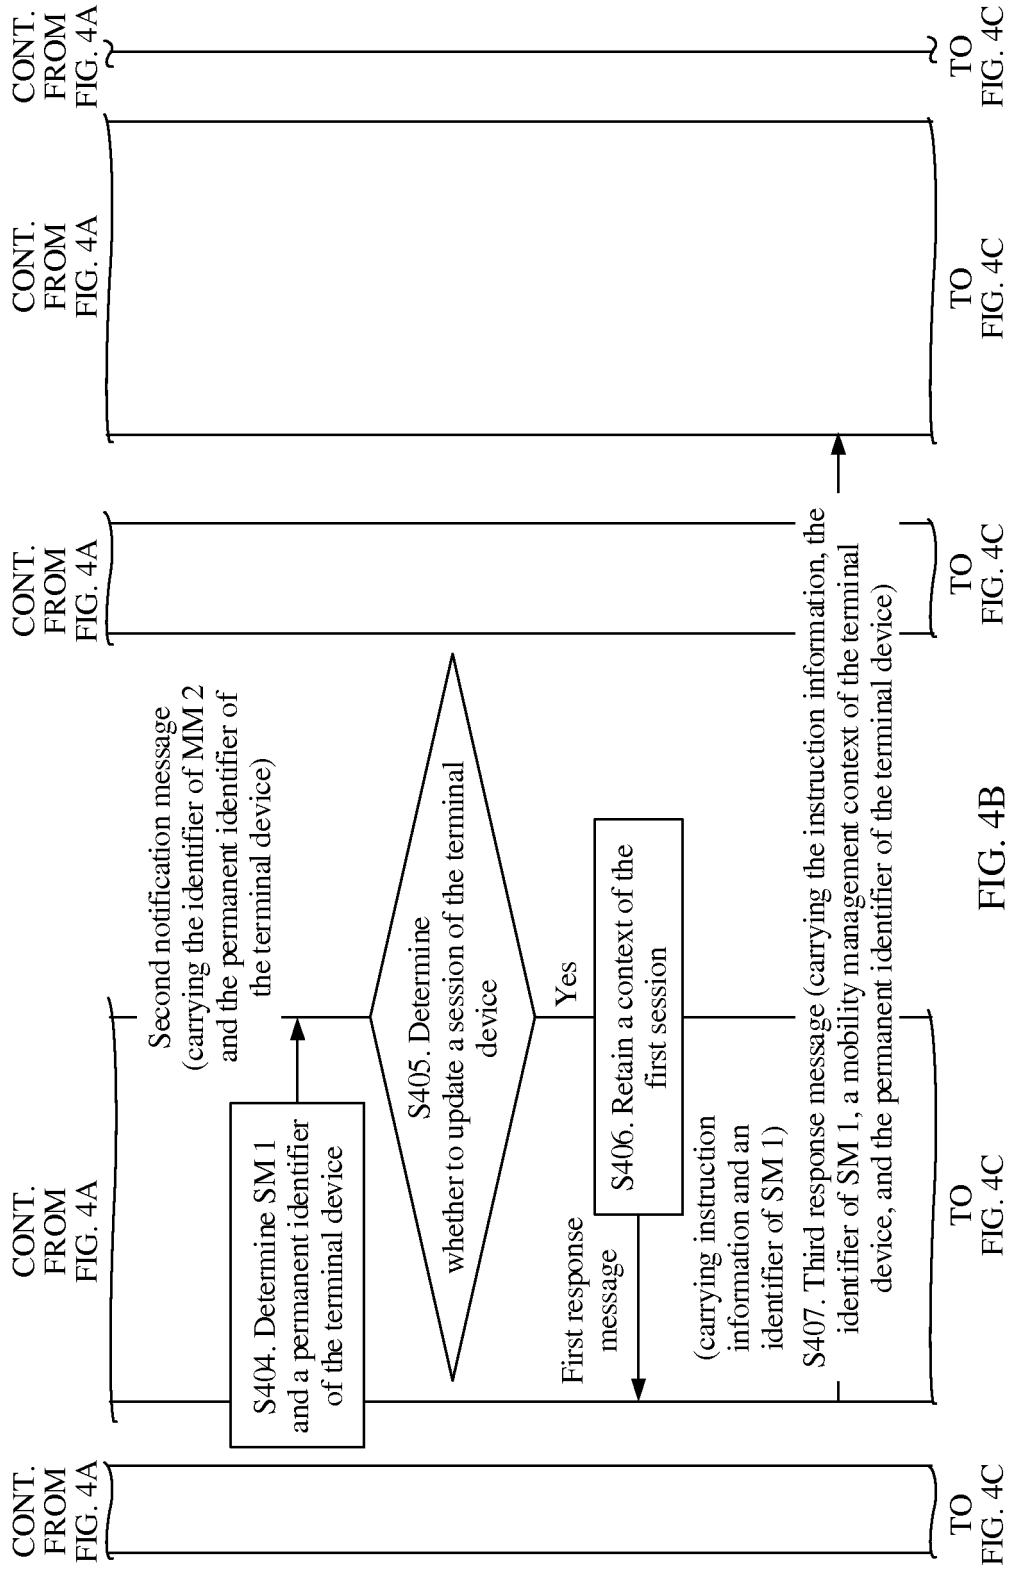 CONT.
FROM
FIG. 4A
CONT.
FROM
FIG. 4A
CONT.
FROM
FIG. 4A
CONT.
FROM
FIG. 4A
CONT.
FROM
FIG. 4A
Second notification message
(carrying the identifier of MM 2
and the permanent identifier of
the terminal device)
S404. Determine SM 1
and a permanent identifier
of the terminal device
S405. Determine
whether to update a session of the terminal
device
Yes
S406. Retain a context of the
first session
First response
message
(carrying instruction
information and an
identifier of SM 1)
S407. Third response message (carrying the instruction information, the
identifier of SM 1, a mobility management context of the terminal
device, and the permanent identifier of the terminal device)
TO
FIG. 4C
TO
FIG. 4C
TO
FIG. 4C
TO
FIG. 4C
TO
FIG. 4C
FIG. 4B